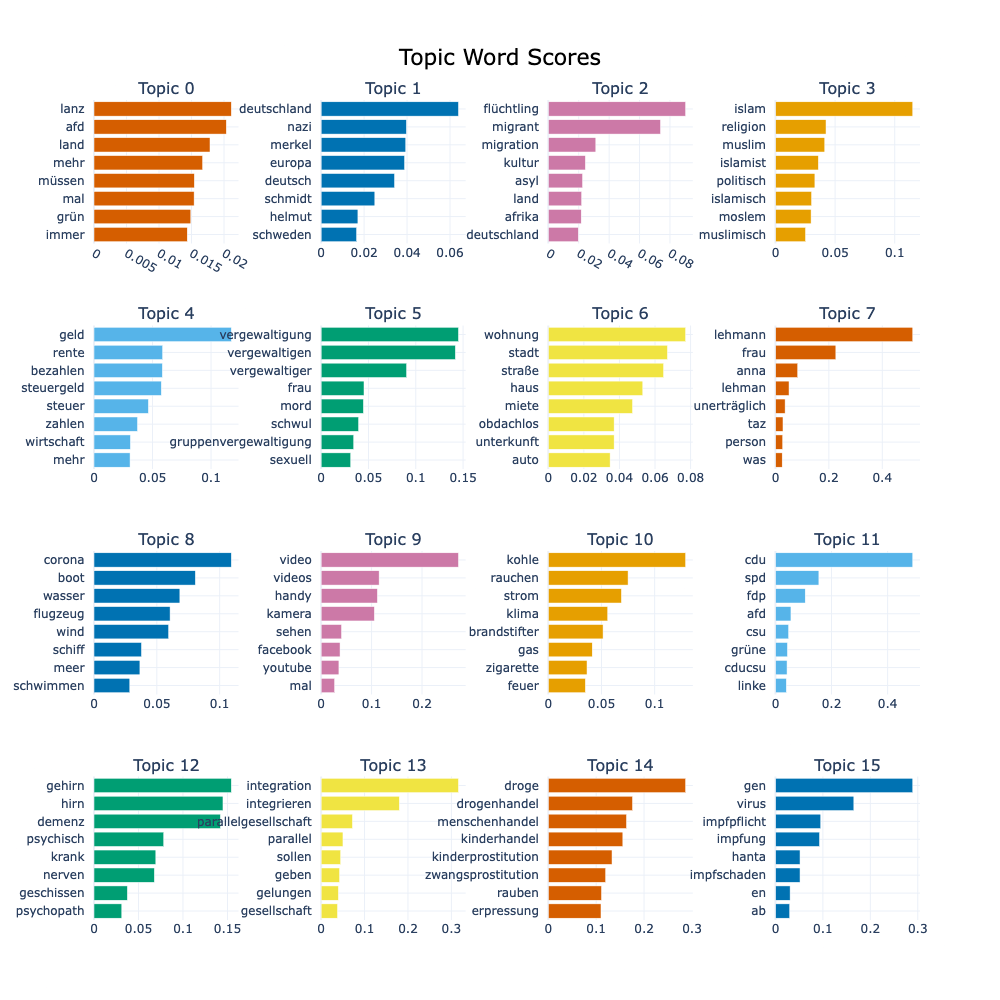 Topic Word Scores
Topic 0
lanz
afd
land
mehr
müssen
mal
grün
immer
0 0.005 0.01 0.015 0.02
Topic 1
deutschland
nazi
merkel
europa
deutsch
schmidt
helmut
schweden
0 0.02 0.04 0.06
Topic 2
flüchtling
migrant
migration
kultur
asyl
land
afrika
deutschland
0 0.02 0.04 0.06 0.08
Topic 3
islam
religion
muslim
islamist
politisch
islamisch
moslem
muslimisch
0 0.05 0.1
Topic 4
geld
rente
bezahlen
steuergeld
steuer
zahlen
wirtschaft
mehr
0 0.05 0.1
Topic 5
vergewaltigung
vergewaltigen
vergewaltiger
frau
mord
schwul
gruppenvergewaltigung
sexuell
0 0.05 0.1 0.15
Topic 6
wohnung
stadt
straße
haus
miete
obdachlos
unterkunft
auto
0 0.02 0.04 0.06 0.08
Topic 7
lehmann
frau
anna
lehman
unerträglich
taz
person
was
0 0.2 0.4
Topic 8
corona
boot
wasser
flugzeug
wind
schiff
meer
schwimmen
0 0.05 0.1
Topic 9
video
videos
handy
kamera
sehen
facebook
youtube
mal
0 0.1 0.2
Topic 10
kohle
rauchen
strom
klima
brandstifter
gas
zigarette
feuer
0 0.05 0.1
Topic 11
cdu
spd
fdp
afd
csu
grüne
cducsu
linke
0 0.2 0.4
Topic 12
gehirn
hirn
demenz
psychisch
krank
nerven
geschissen
psychopath
0 0.05 0.1 0.15
Topic 13
integration
integrieren
parallelgesellschaft
parallel
sollen
geben
gelungen
gesellschaft
0 0.1 0.2 0.3
Topic 14
droge
drogenhandel
menschenhandel
kinderhandel
kinderprostitution
zwangsprostitution
rauben
erpressung
0 0.1 0.2 0.3
Topic 15
gen
virus
impfpflicht
impfung
hanta
impfschaden
en
ab
0 0.1 0.2 0.3